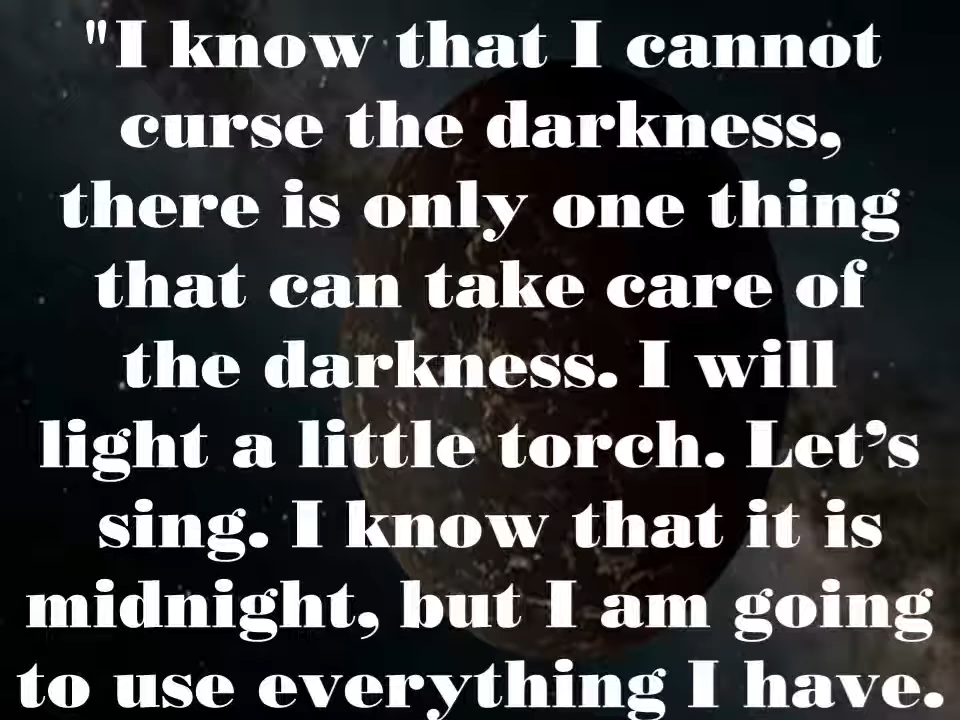 "I know that I cannot
curse the darkness,
there is only one thing
that can take care of
the darkness. I will
light a little torch. Let’s
sing. I know that it is
midnight, but I am going
to use everything I have.